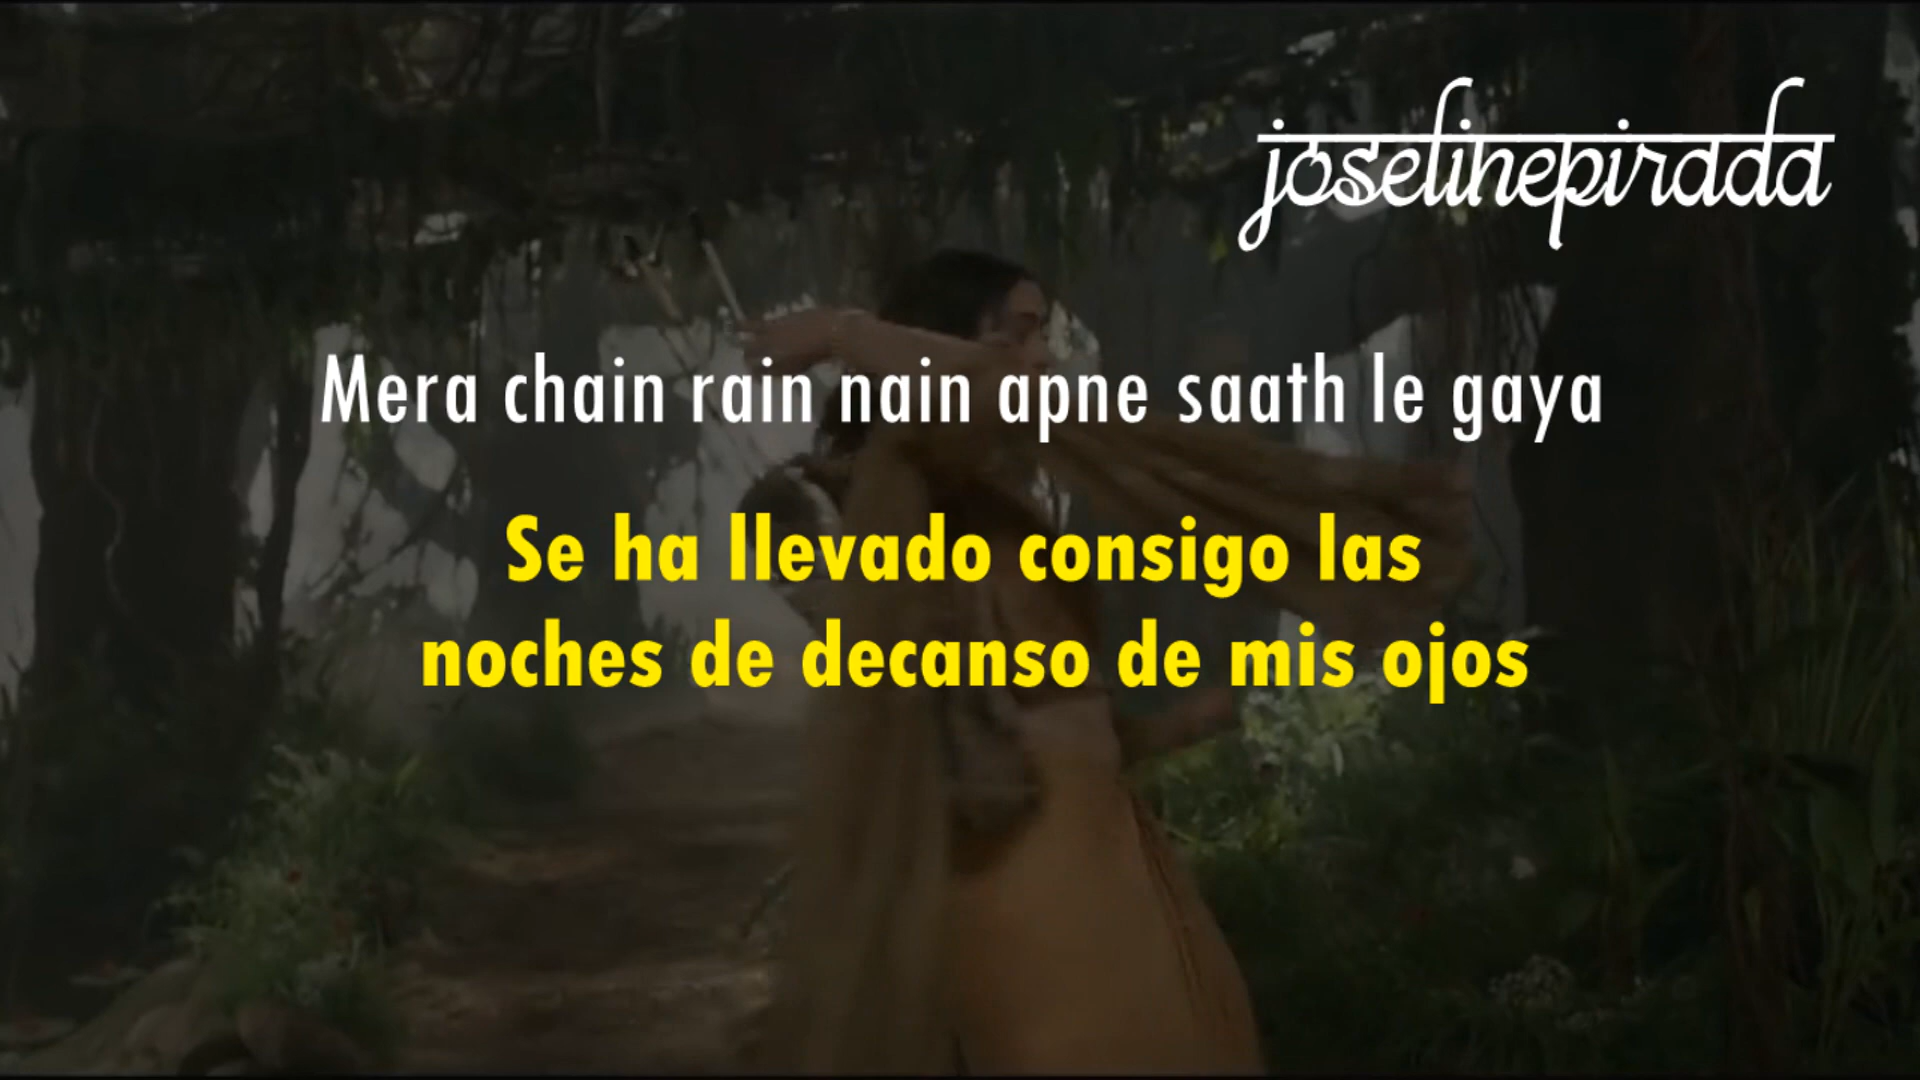 joselinepirada
Mera chain rain nain apne saath le gaya
Se ha llevado consigo las
noches de decanso de mis ojos